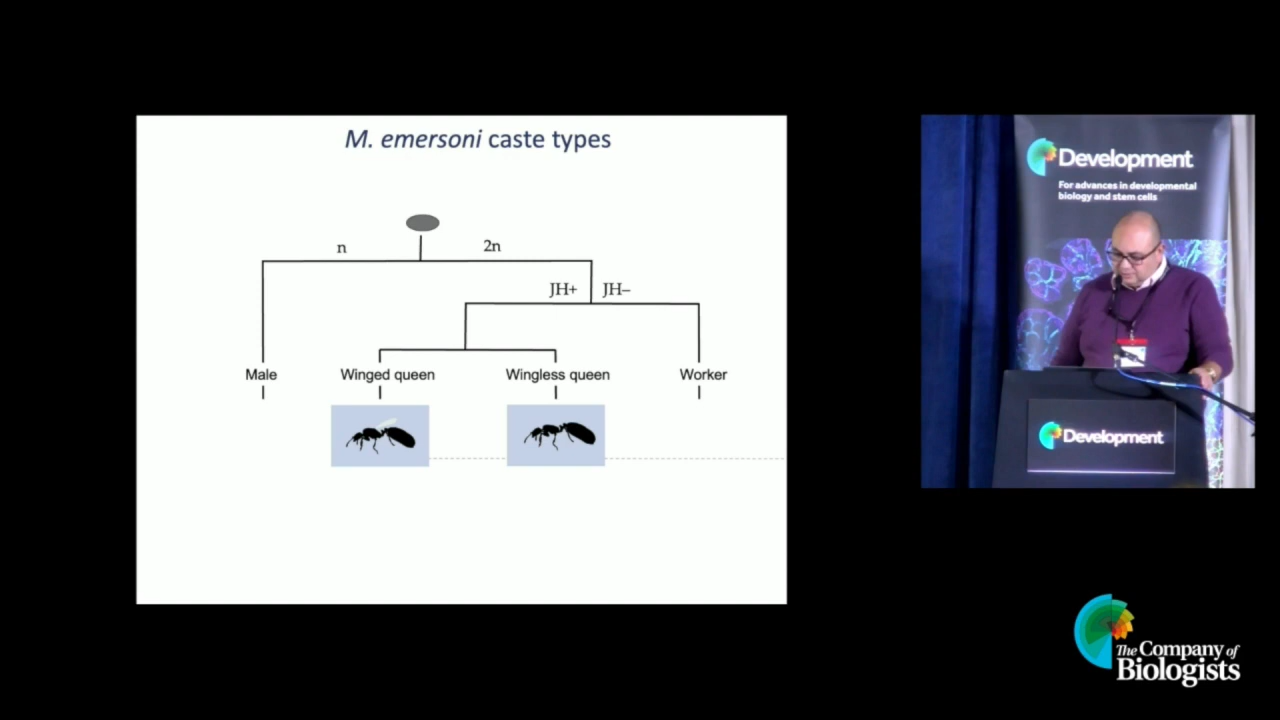 M. emersoni caste types
n
2n
JH+
JH–
Male
Winged queen
Wingless queen
Worker
Development
For advances in developmental
biology and stem cells
Development
The Company of
Biologists